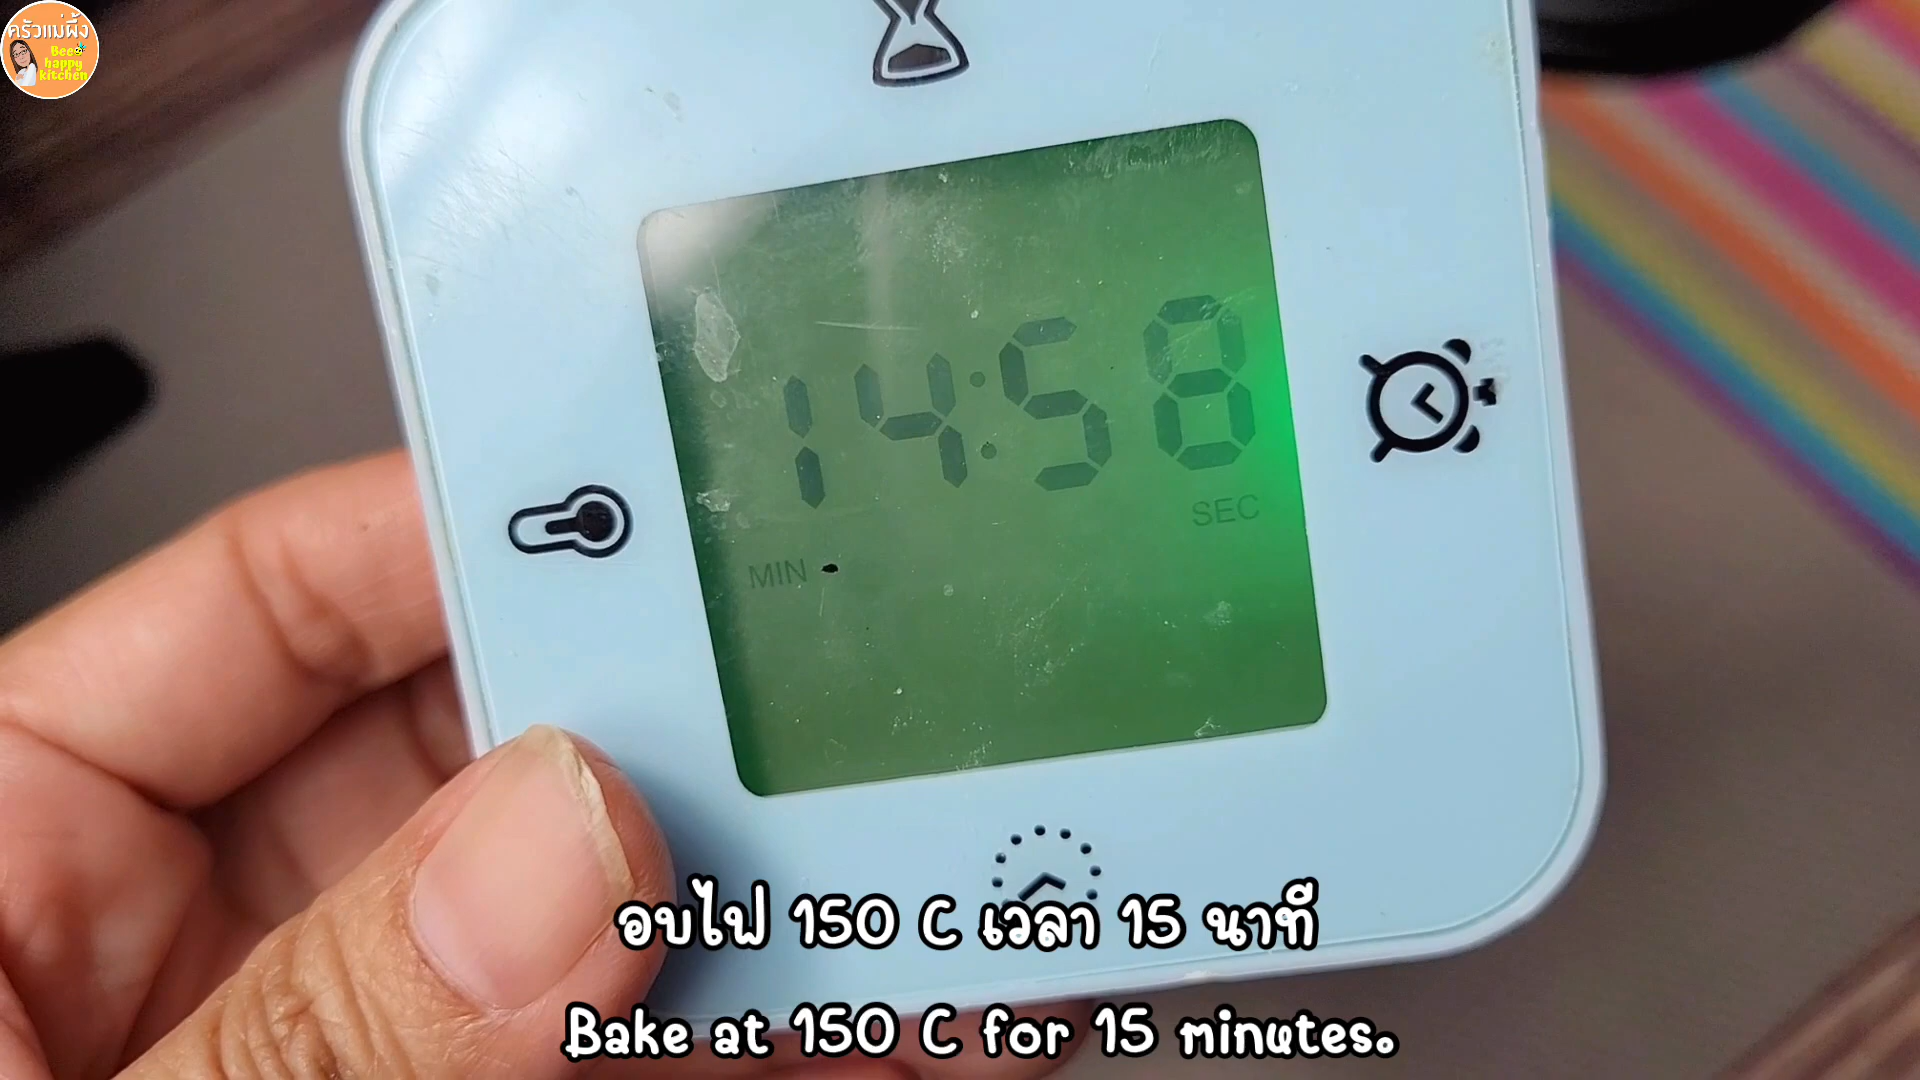 ครัวแม่ผึ้ง
Bee's
happy
kitchen
14:58
SEC
MIN
อบไฟ 150 C เวลา 15 นาที
Bake at 150 C for 15 minutes.